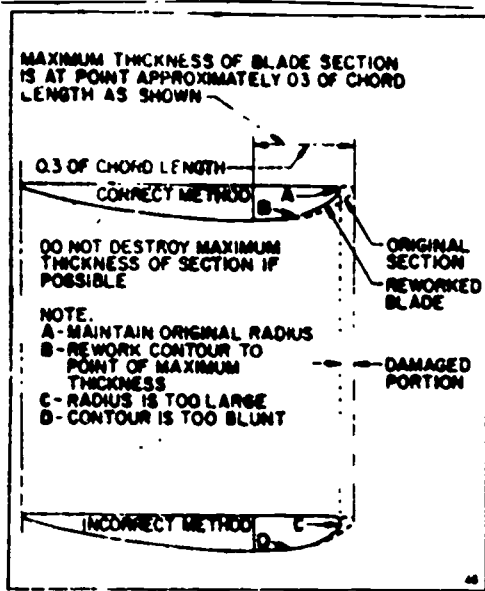 MAXIMUM THICKNESS OF BLADE SECTION
IS AT POINT APPROXIMATELY 0.3 OF CHORD
LENGTH AS SHOWN
0.3 OF CHORD LENGTH
CORRECT METHOD
A
B
DO NOT DESTROY MAXIMUM
THICKNESS OF SECTION IF
POSSIBLE
ORIGINAL
SECTION
REWORKED
BLADE
NOTE.
A - MAINTAIN ORIGINAL RADIUS
B - REWORK CONTOUR TO
POINT OF MAXIMUM
THICKNESS
C - RADIUS IS TOO LARGE
D - CONTOUR IS TOO BLUNT
DAMAGED
PORTION
INCORRECT METHOD
C
D